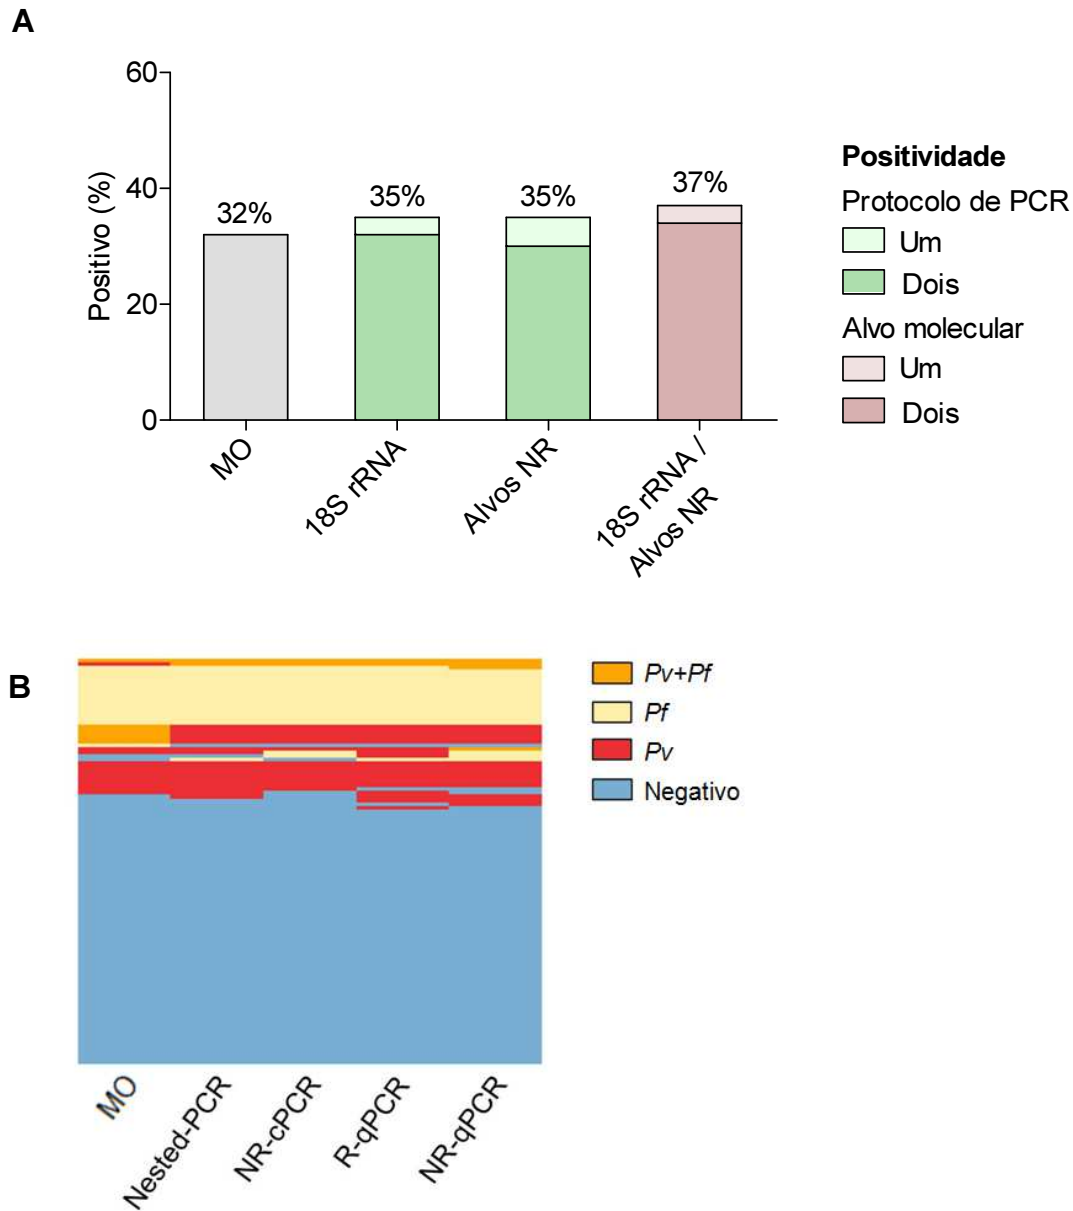 A
60
40
20
0
Positivo (%)
32%
35%
35%
37%
MO
18S rRNA
Alvos NR
18S rRNA /
Alvos NR
Positividade
Protocolo de PCR
Um
Dois
Alvo molecular
Um
Dois
B
Pv+Pf
Pf
Pv
Negativo
MO
Nested-PCR
NR-cPCR
R-qPCR
NR-qPCR